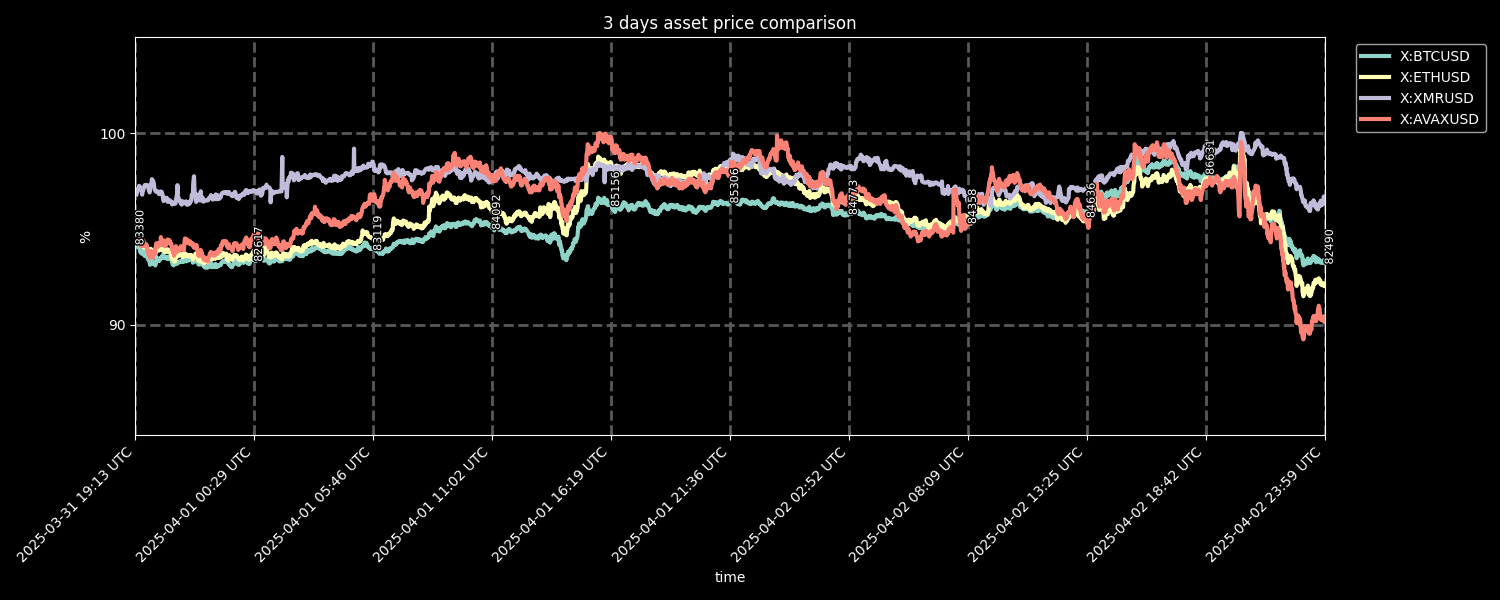 3 days asset price comparison
X:BTCUSD
X:ETHUSD
X:XMRUSD
X:AVAXUSD
100
90
%
83380
82617
83119
84092
85156
85306
84773
84358
84636
86631
82490
2025-03-31 19:13 UTC
2025-04-01 00:29 UTC
2025-04-01 05:46 UTC
2025-04-01 11:02 UTC
2025-04-01 16:19 UTC
2025-04-01 21:36 UTC
2025-04-02 02:52 UTC
2025-04-02 08:09 UTC
2025-04-02 13:25 UTC
2025-04-02 18:42 UTC
2025-04-02 23:59 UTC
time